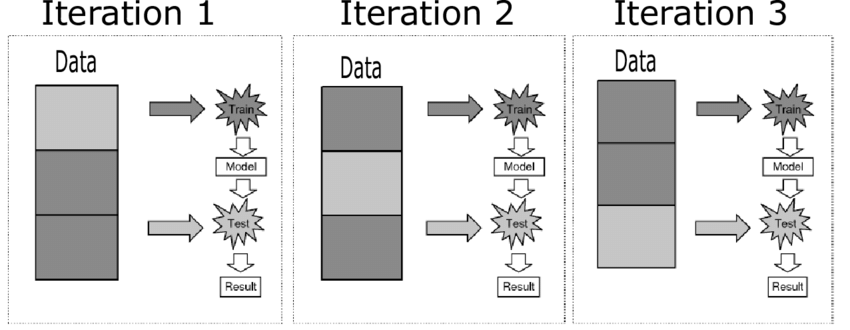 Iteration 1
Data
Train
Model
Test
Result
Iteration 2
Data
Train
Model
Test
Result
Iteration 3
Data
Train
Model
Test
Result